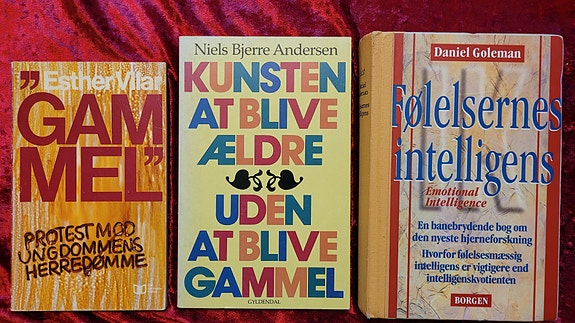 ”Esther Vilar
GAM
MEL”
PROTEST MOD
UNGDOMMENS
HERREDØMME
Niels Bjerre Andersen
KUNSTEN
AT BLIVE
ÆLDRE
UDEN
AT BLIVE
GAMMEL
GYLDENDAL
Daniel Goleman
Følelsernes
intelligens
Emotional
Intelligence
En banebrydende bog om
den nyeste hjerneforskning
Hvorfor følelsesmæssig
intelligens er vigtigere end
intelligenskvotienten
BORGEN